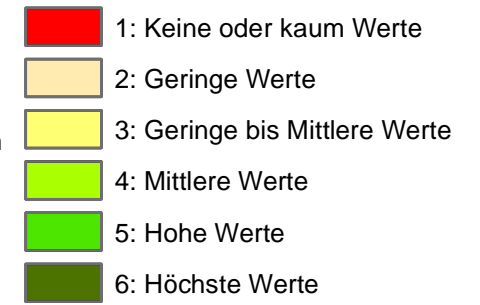 1: Keine oder kaum Werte
2: Geringe Werte
3: Geringe bis Mittlere Werte
4: Mittlere Werte
5: Hohe Werte
6: Höchste Werte